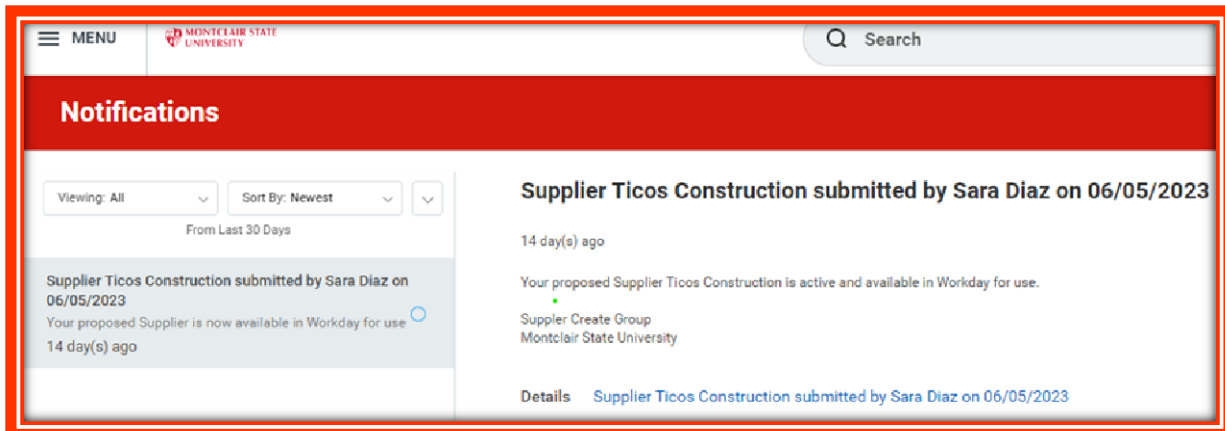 MENU
MONTCLAIR STATE
UNIVERSITY
Search
Notifications
Viewing: All
Sort By: Newest
From Last 30 Days
Supplier Ticos Construction submitted by Sara Diaz on
06/05/2023
Your proposed Supplier is now available in Workday for use
14 day(s) ago
Supplier Ticos Construction submitted by Sara Diaz on 06/05/2023
14 day(s) ago
Your proposed Supplier Ticos Construction is active and available in Workday for use.
Suppler Create Group
Montclair State University
Details Supplier Ticos Construction submitted by Sara Diaz on 06/05/2023